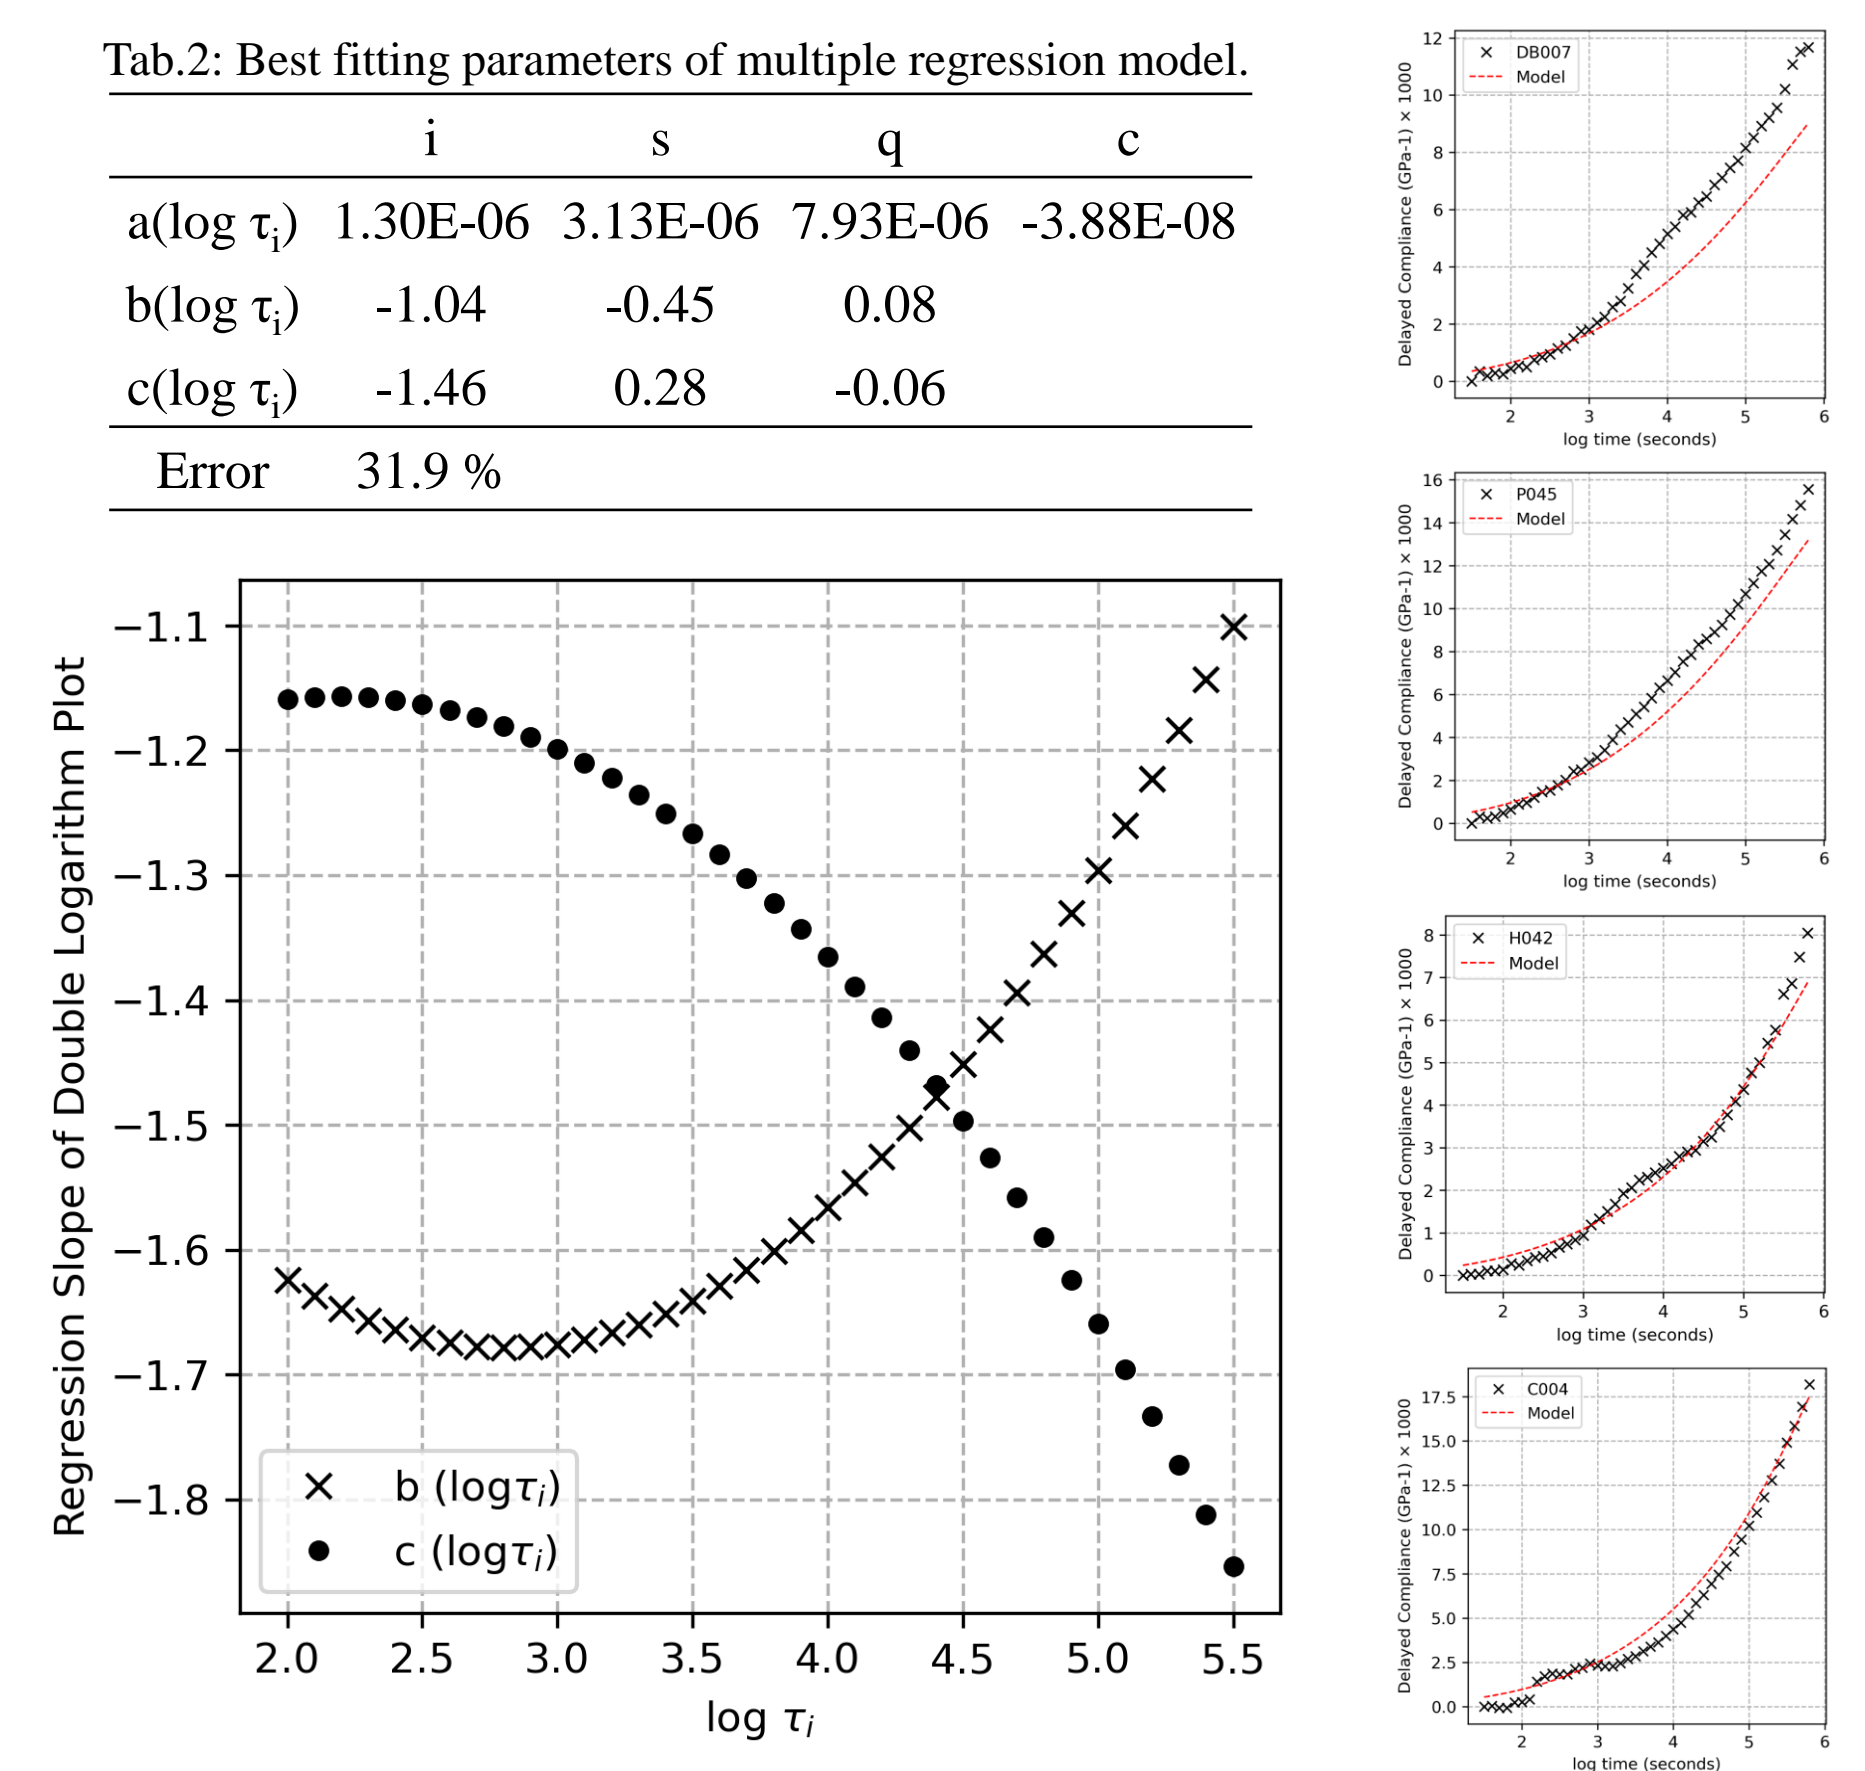 Tab.2: Best fitting parameters of multiple regression model.
i s q c
a(log τi) 1.30E-06 3.13E-06 7.93E-06 -3.88E-08
b(log τi) -1.04 -0.45 0.08
c(log τi) -1.46 0.28 -0.06
Error 31.9 %
Regression Slope of Double Logarithm Plot
−1.1
−1.2
−1.3
−1.4
−1.5
−1.6
−1.7
−1.8
b (logτi)
c (logτi)
2.0 2.5 3.0 3.5 4.0 4.5 5.0 5.5
log τi
Delayed Compliance (GPa-1) × 1000
12
10
8
6
4
2
0
DB007
Model
2 3 4 5 6
log time (seconds)
Delayed Compliance (GPa-1) × 1000
16
14
12
10
8
6
4
2
0
P045
Model
2 3 4 5 6
log time (seconds)
Delayed Compliance (GPa-1) × 1000
8
7
6
5
4
3
2
1
0
H042
Model
2 3 4 5 6
log time (seconds)
Delayed Compliance (GPa-1) × 1000
17.5
15.0
12.5
10.0
7.5
5.0
2.5
0.0
C004
Model
2 3 4 5 6
log time (seconds)